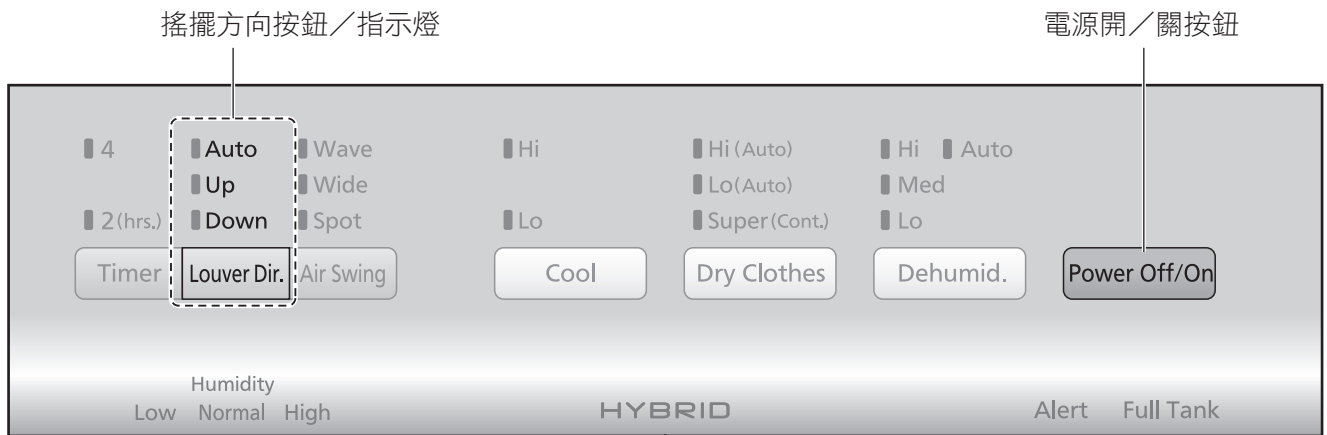 搖擺方向按鈕／指示燈 電源開／關按鈕
4 Auto Wave Hi Hi (Auto) Hi Auto
Up Wide Lo(Auto) Med
2 (hrs.) Down Spot Lo Super (Cont.) Lo
Timer Louver Dir. Air Swing Cool Dry Clothes Dehumid. Power Off/On
Humidity
Low Normal High HYBRID Alert Full Tank